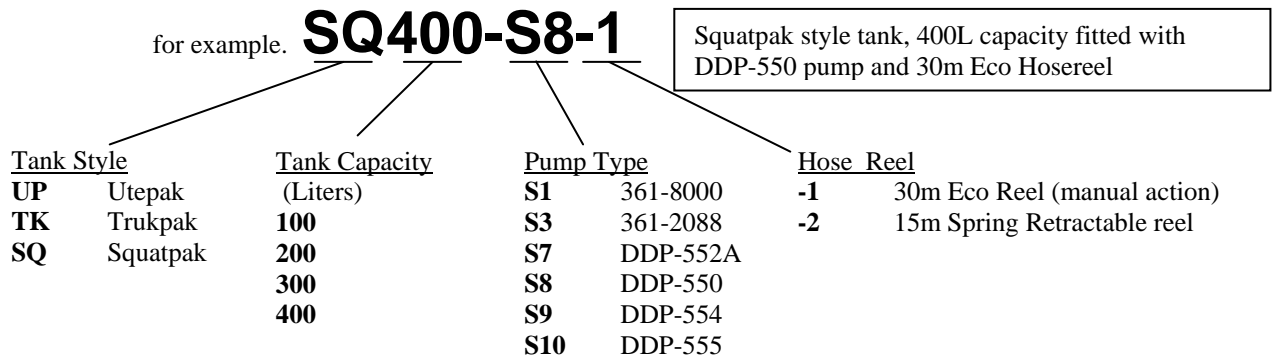 for example. SQ400-S8-1
Squatpak style tank, 400L capacity fitted with
DDP-550 pump and 30m Eco Hosereel
Tank Style
UP Utepak
TK Trukpak
SQ Squatpak
Tank Capacity
(Liters)
100
200
300
400
Pump Type
S1 361-8000
S3 361-2088
S7 DDP-552A
S8 DDP-550
S9 DDP-554
S10 DDP-555
Hose Reel
-1 30m Eco Reel (manual action)
-2 15m Spring Retractable reel